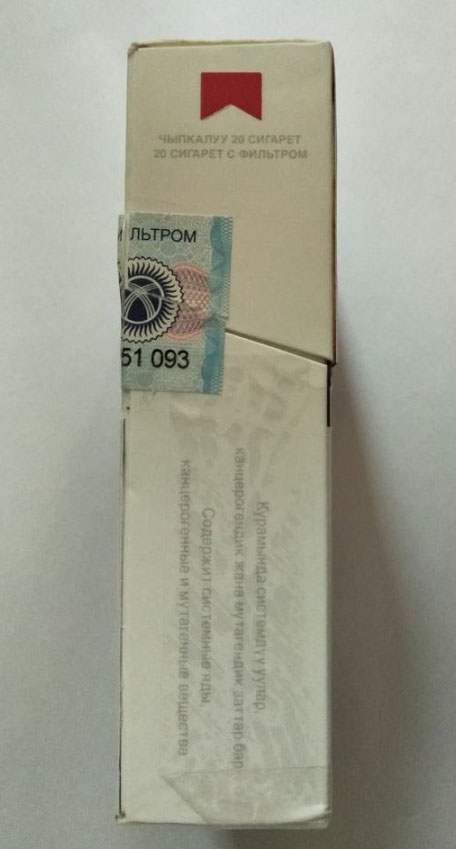 ЧЫПКАЛУУ 20 СИГАРЕТ
20 СИГАРЕТ С ФИЛЬТРОМ
И ЛЬТРОМ
51 093
Курамында системдүү уулар,
канцерогендик жана мутагендик заттар бар
Содержит системные яды,
канцерогенные и мутагенные вещества